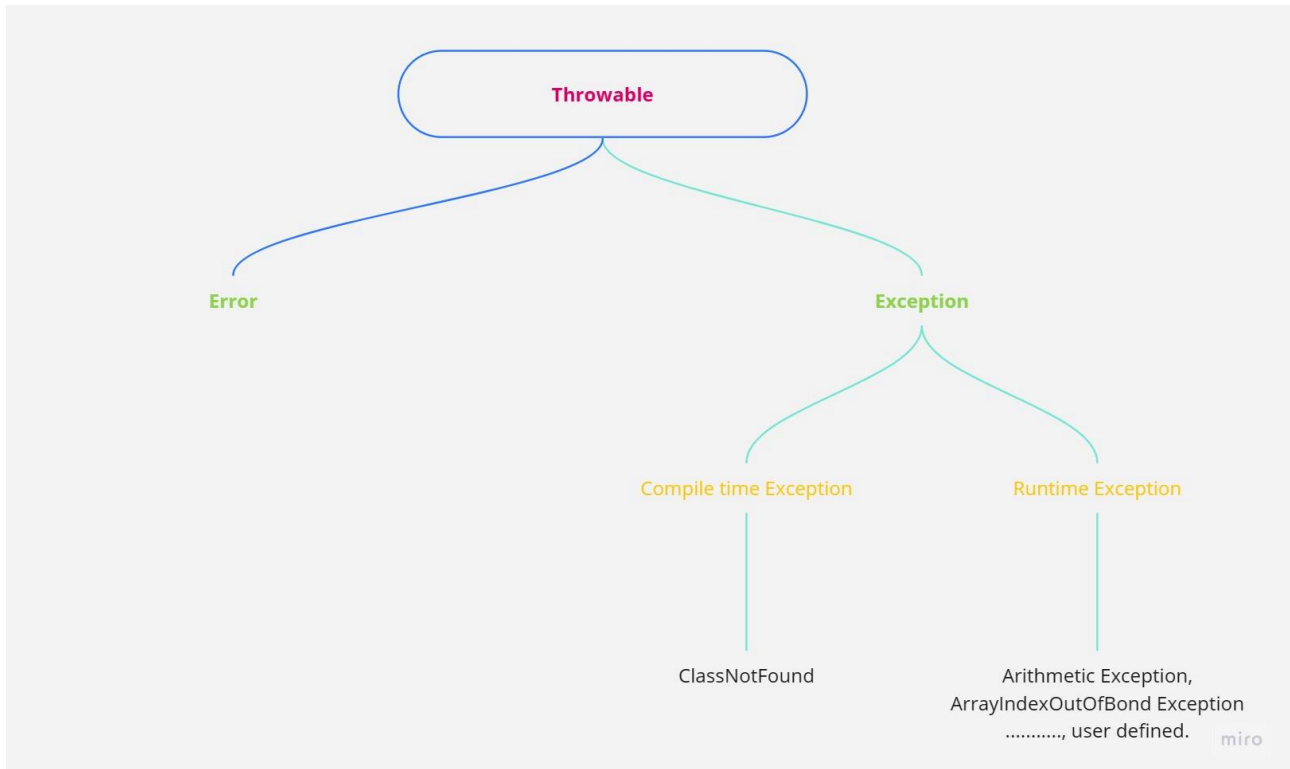 Throwable
Error
Exception
Compile time Exception
Runtime Exception
ClassNotFound
Arithmetic Exception,
ArrayIndexOutOfBond Exception
..........., user defined.
miro